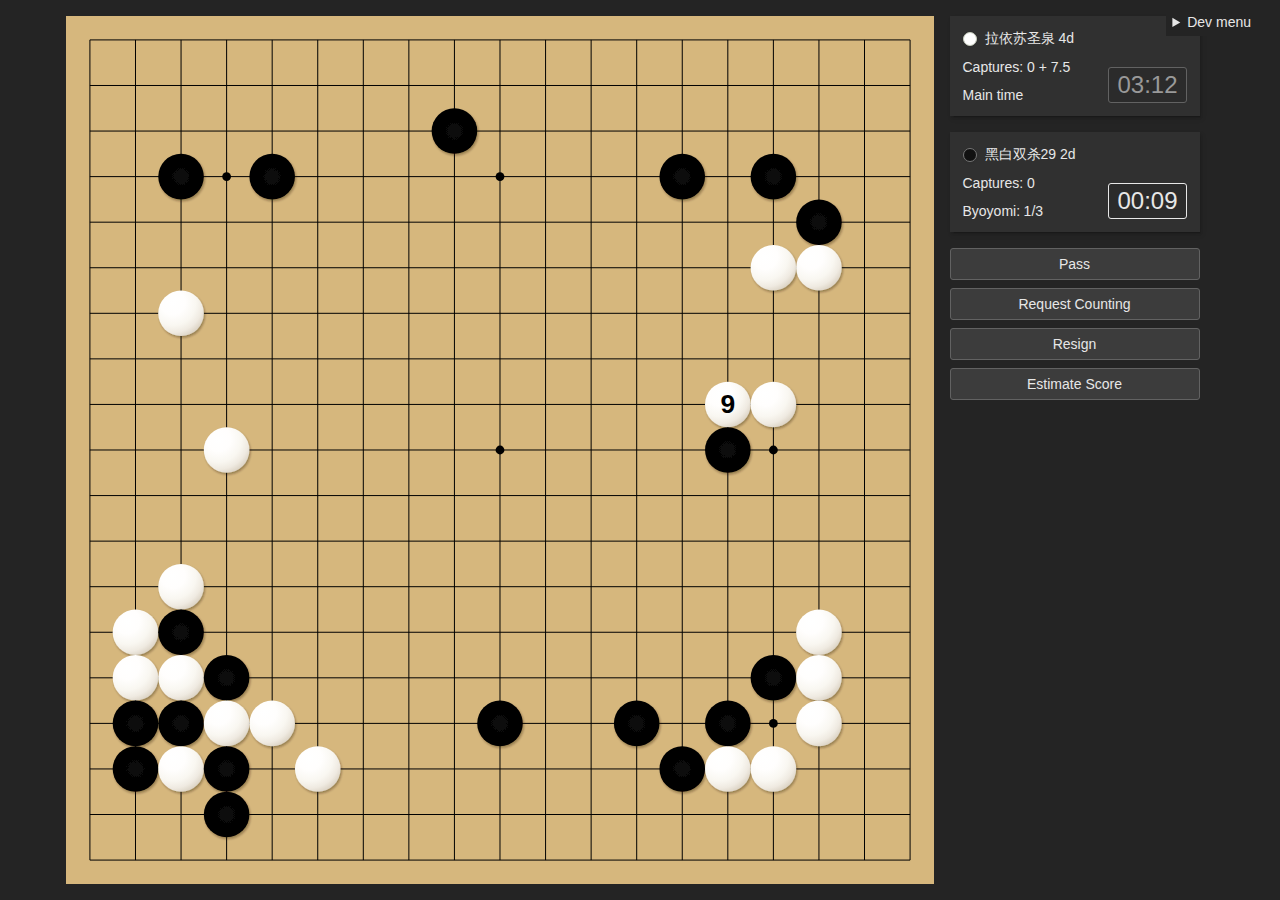 ▶ Dev menu
拉依苏圣泉 4d
Captures: 0 + 7.5
Main time
03:12
黑白双杀29 2d
Captures: 0
Byoyomi: 1/3
00:09
Pass
Request Counting
Resign
Estimate Score
9